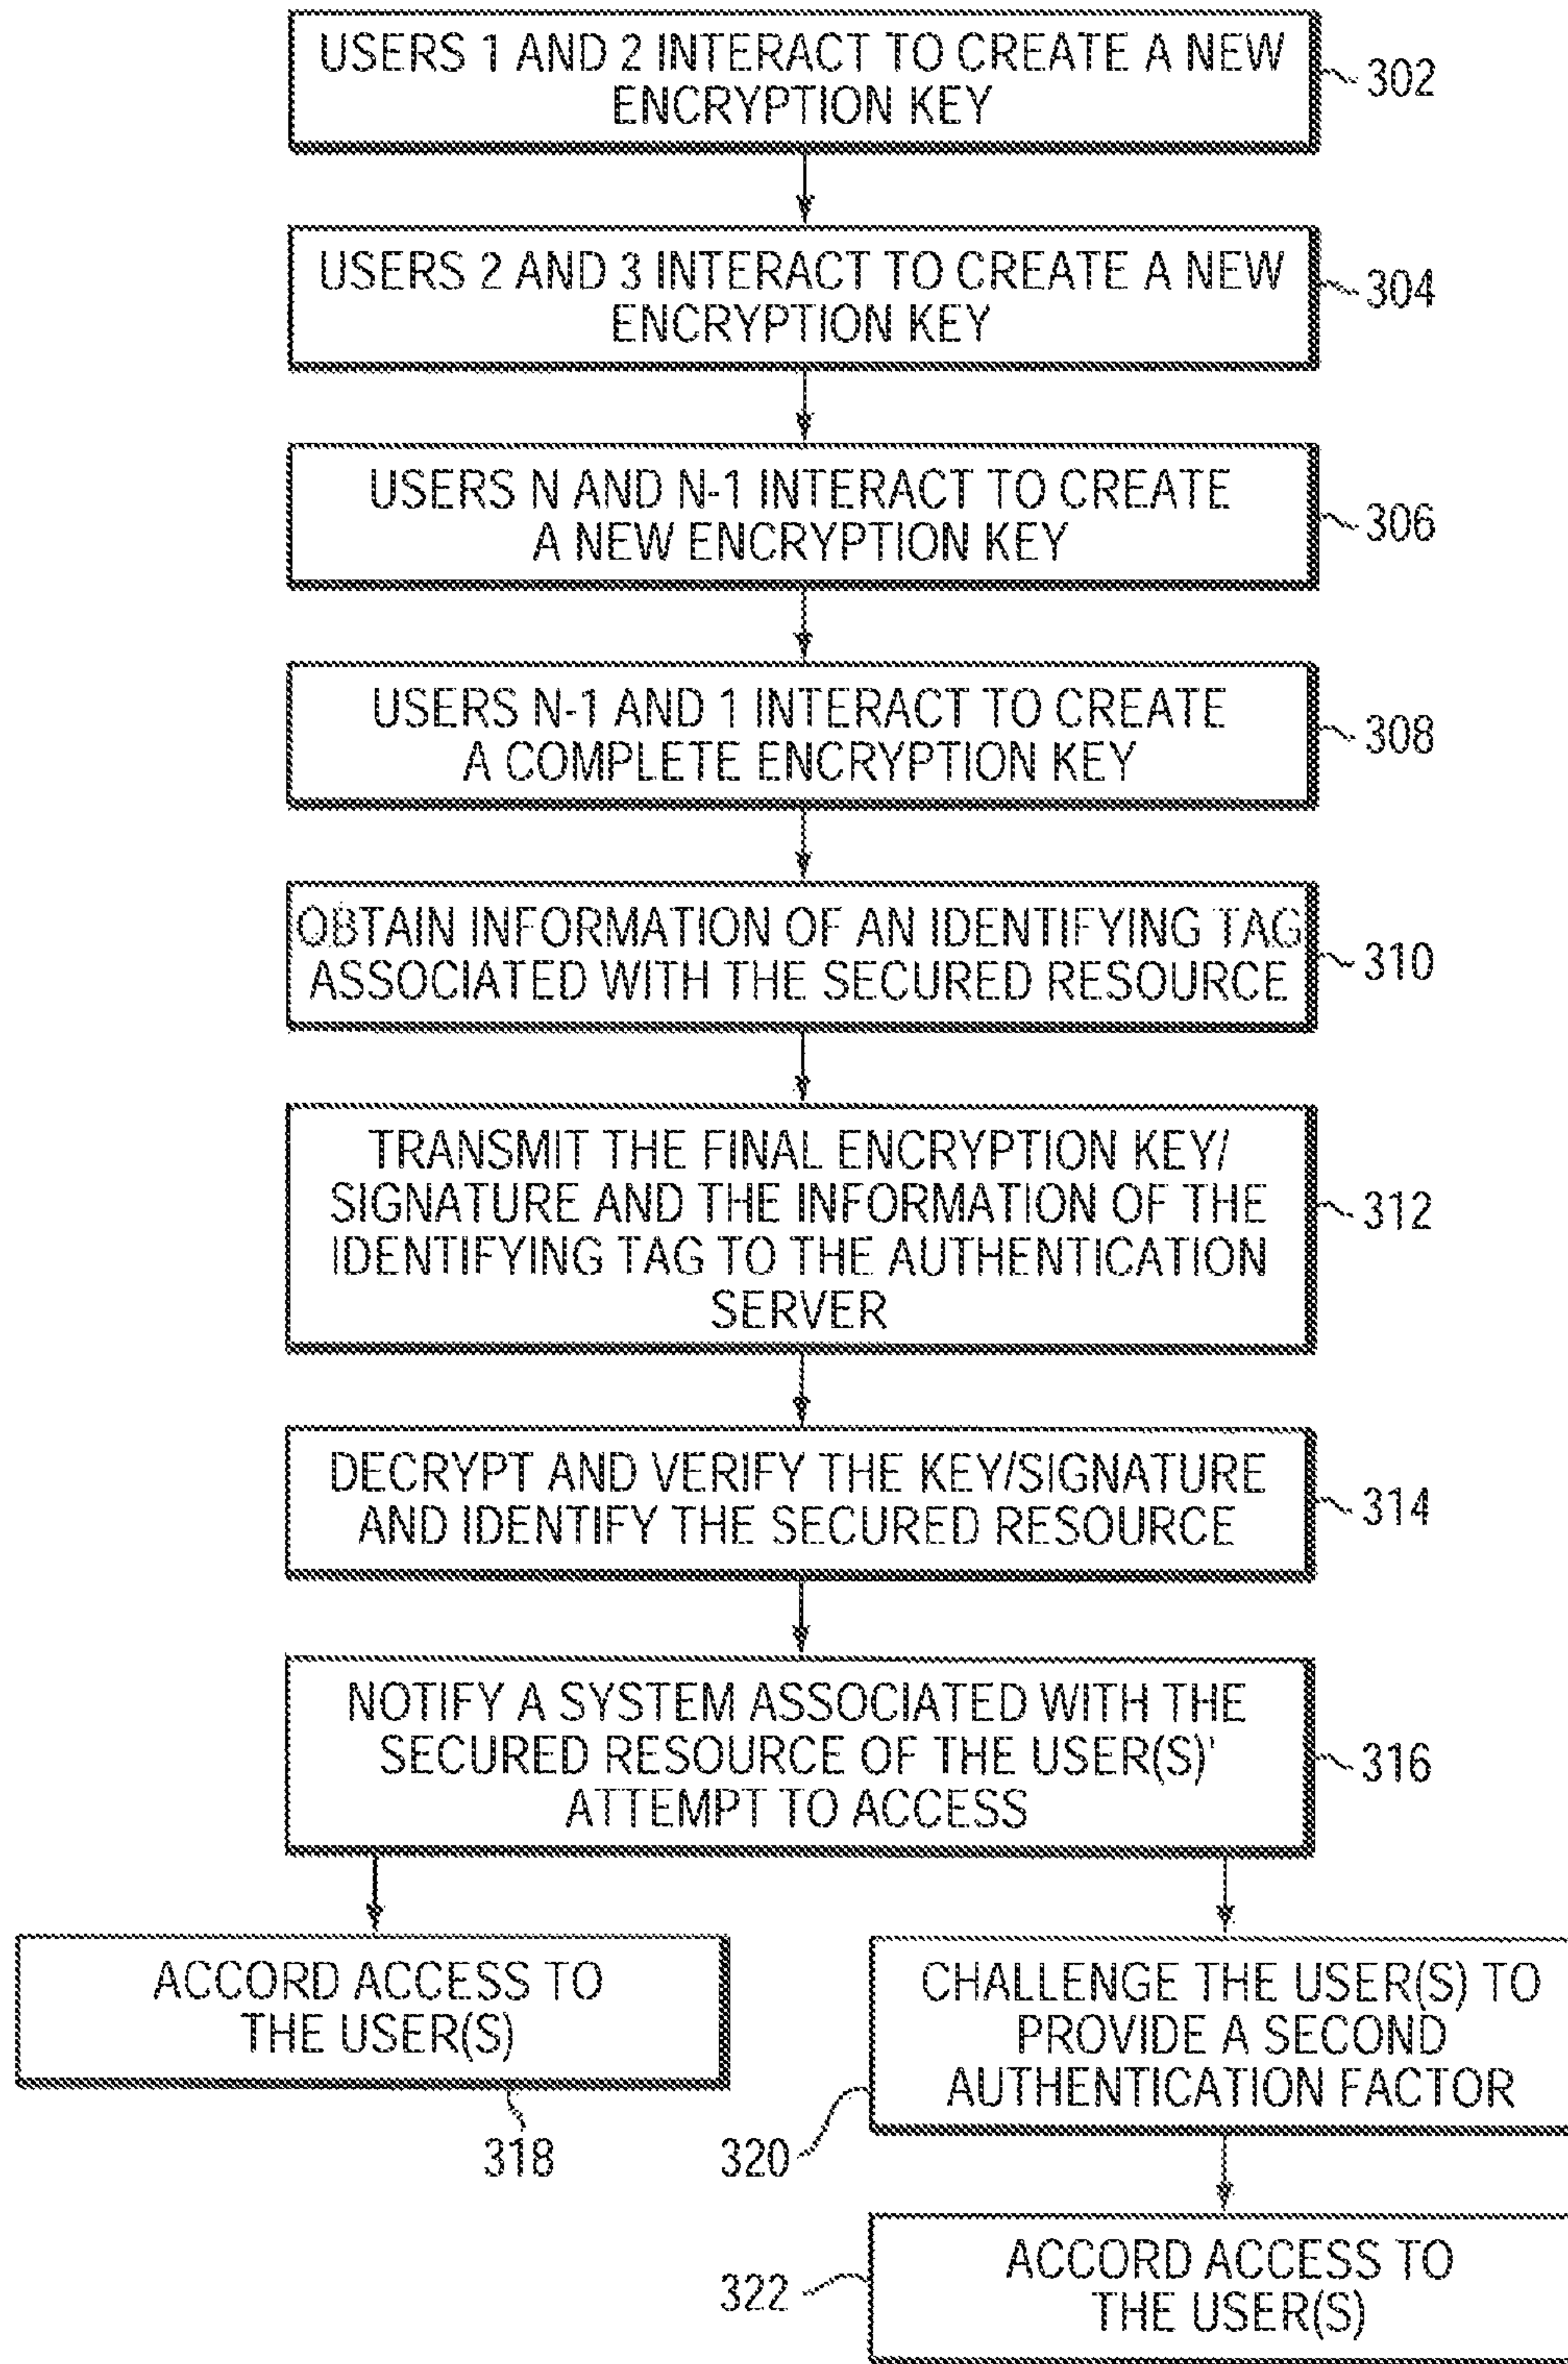 USERS 1 AND 2 INTERACT TO CREATE A NEW
ENCRYPTION KEY
302
USERS 2 AND 3 INTERACT TO CREATE A NEW
ENCRYPTION KEY
304
USERS N AND N-1 INTERACT TO CREATE
A NEW ENCRYPTION KEY
306
USERS N-1 AND 1 INTERACT TO CREATE
A COMPLETE ENCRYPTION KEY
308
OBTAIN INFORMATION OF AN IDENTIFYING TAG
ASSOCIATED WITH THE SECURED RESOURCE
310
TRANSMIT THE FINAL ENCRYPTION KEY/
SIGNATURE AND THE INFORMATION OF THE
IDENTIFYING TAG TO THE AUTHENTICATION
SERVER
312
DECRYPT AND VERIFY THE KEY/SIGNATURE
AND IDENTIFY THE SECURED RESOURCE
314
NOTIFY A SYSTEM ASSOCIATED WITH THE
SECURED RESOURCE OF THE USER(S)'
ATTEMPT TO ACCESS
316
ACCORD ACCESS TO
THE USER(S)
318
CHALLENGE THE USER(S) TO
PROVIDE A SECOND
AUTHENTICATION FACTOR
320
ACCORD ACCESS TO
THE USER(S)
322